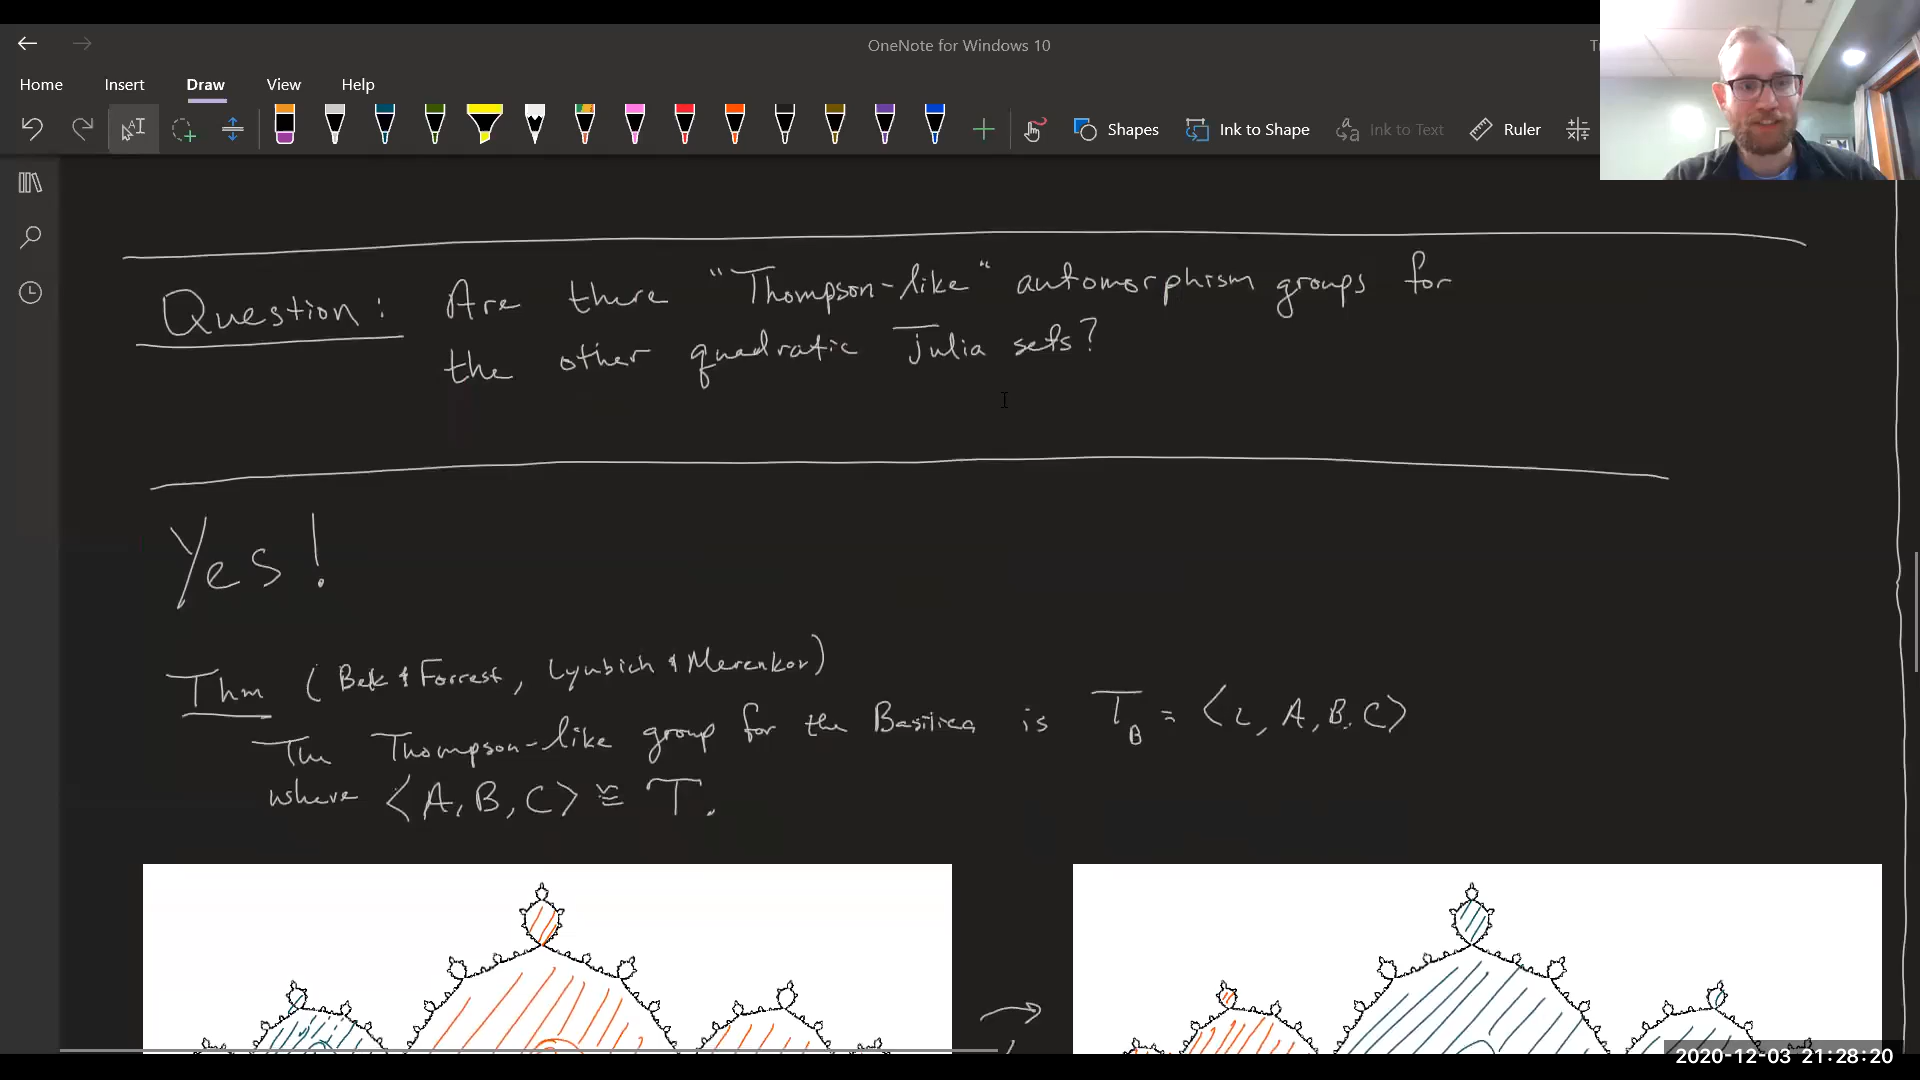 OneNote for Windows 10
Home Insert Draw View Help
Shapes Ink to Shape Ink to Text Ruler
Question: Are there "Thompson-like" automorphism groups for
the other quadratic Julia sets?
Yes!
Thm (Belk & Forrest, Lyubich & Merenkov)
The Thompson-like group for the Basilica is T_B = ⟨L, A, B, C⟩
where ⟨A, B, C⟩ ≅ T.
2020-12-03 21:28:20